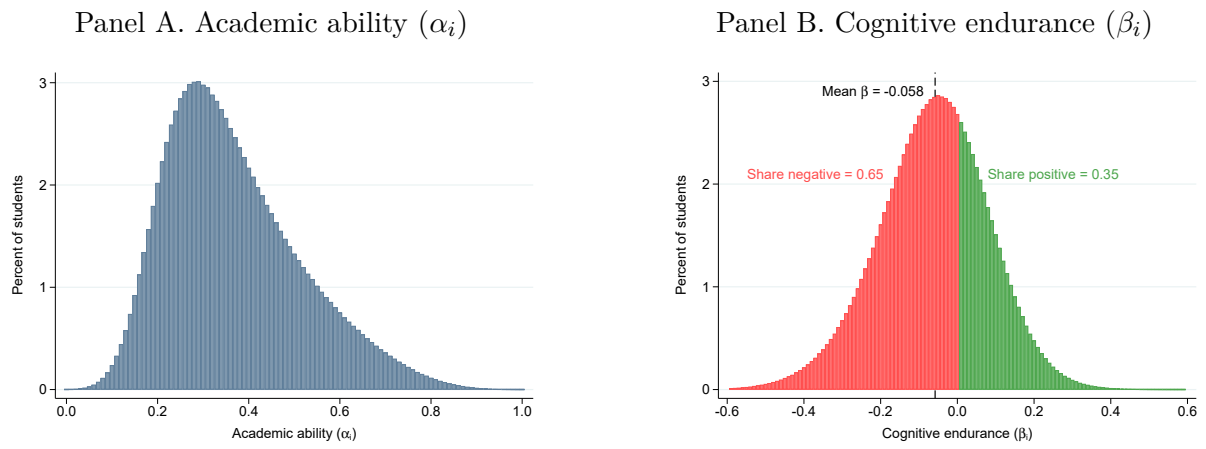 Panel A. Academic ability (αᵢ)
3
2
1
0
Percent of students
0.0 0.2 0.4 0.6 0.8 1.0
Academic ability (αᵢ)
Panel B. Cognitive endurance (βᵢ)
Mean β = -0.058
Share negative = 0.65 Share positive = 0.35
3
2
1
0
Percent of students
-0.6 -0.4 -0.2 0.0 0.2 0.4 0.6
Cognitive endurance (βᵢ)